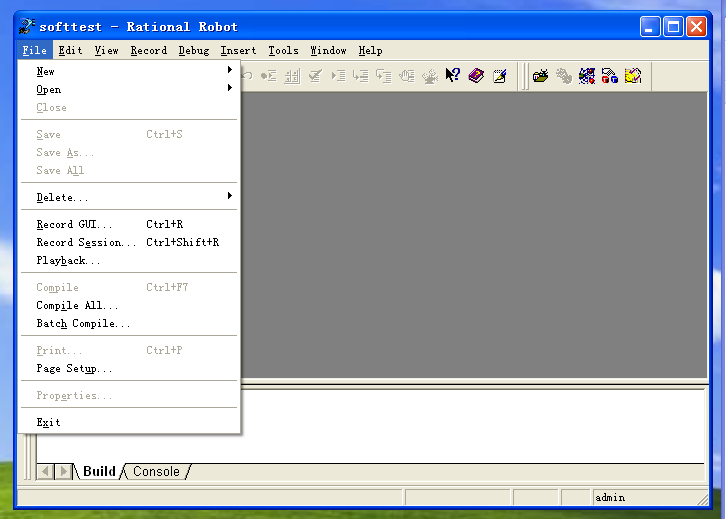 softtest - Rational Robot
File Edit View Record Debug Insert Tools Window Help
New
Open
Close
Save Ctrl+S
Save As...
Save All
Delete...
Record GUI... Ctrl+R
Record Session... Ctrl+Shift+R
Playback...
Compile Ctrl+F7
Compile All...
Batch Compile...
Print... Ctrl+P
Page Setup...
Properties...
Exit
Build Console
admin